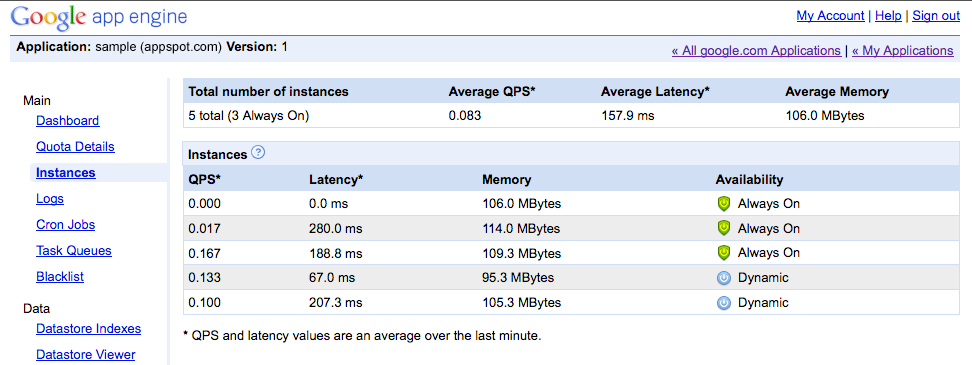 Google app engine
My Account | Help | Sign out
Application: sample (appspot.com) Version: 1
« All google.com Applications | « My Applications
Main
Dashboard
Quota Details
Instances
Logs
Cron Jobs
Task Queues
Blacklist
Data
Datastore Indexes
Datastore Viewer
Total number of instances Average QPS* Average Latency* Average Memory
5 total (3 Always On) 0.083 157.9 ms 106.0 MBytes
Instances ?
QPS* Latency* Memory Availability
0.000 0.0 ms 106.0 MBytes Always On
0.017 280.0 ms 114.0 MBytes Always On
0.167 188.8 ms 109.3 MBytes Always On
0.133 67.0 ms 95.3 MBytes Dynamic
0.100 207.3 ms 105.3 MBytes Dynamic
* QPS and latency values are an average over the last minute.